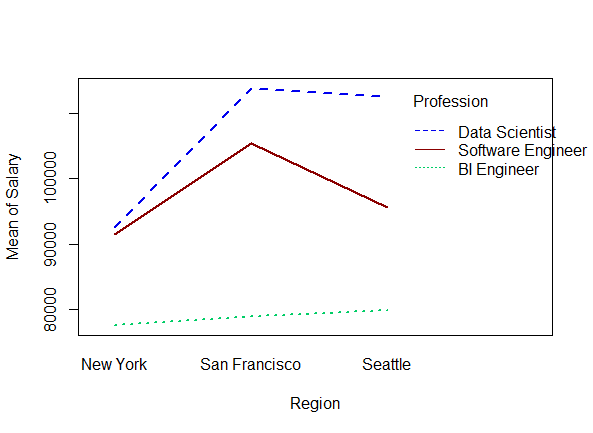 Profession
Data Scientist
Software Engineer
BI Engineer
Mean of Salary
100000
90000
80000
New York San Francisco Seattle
Region